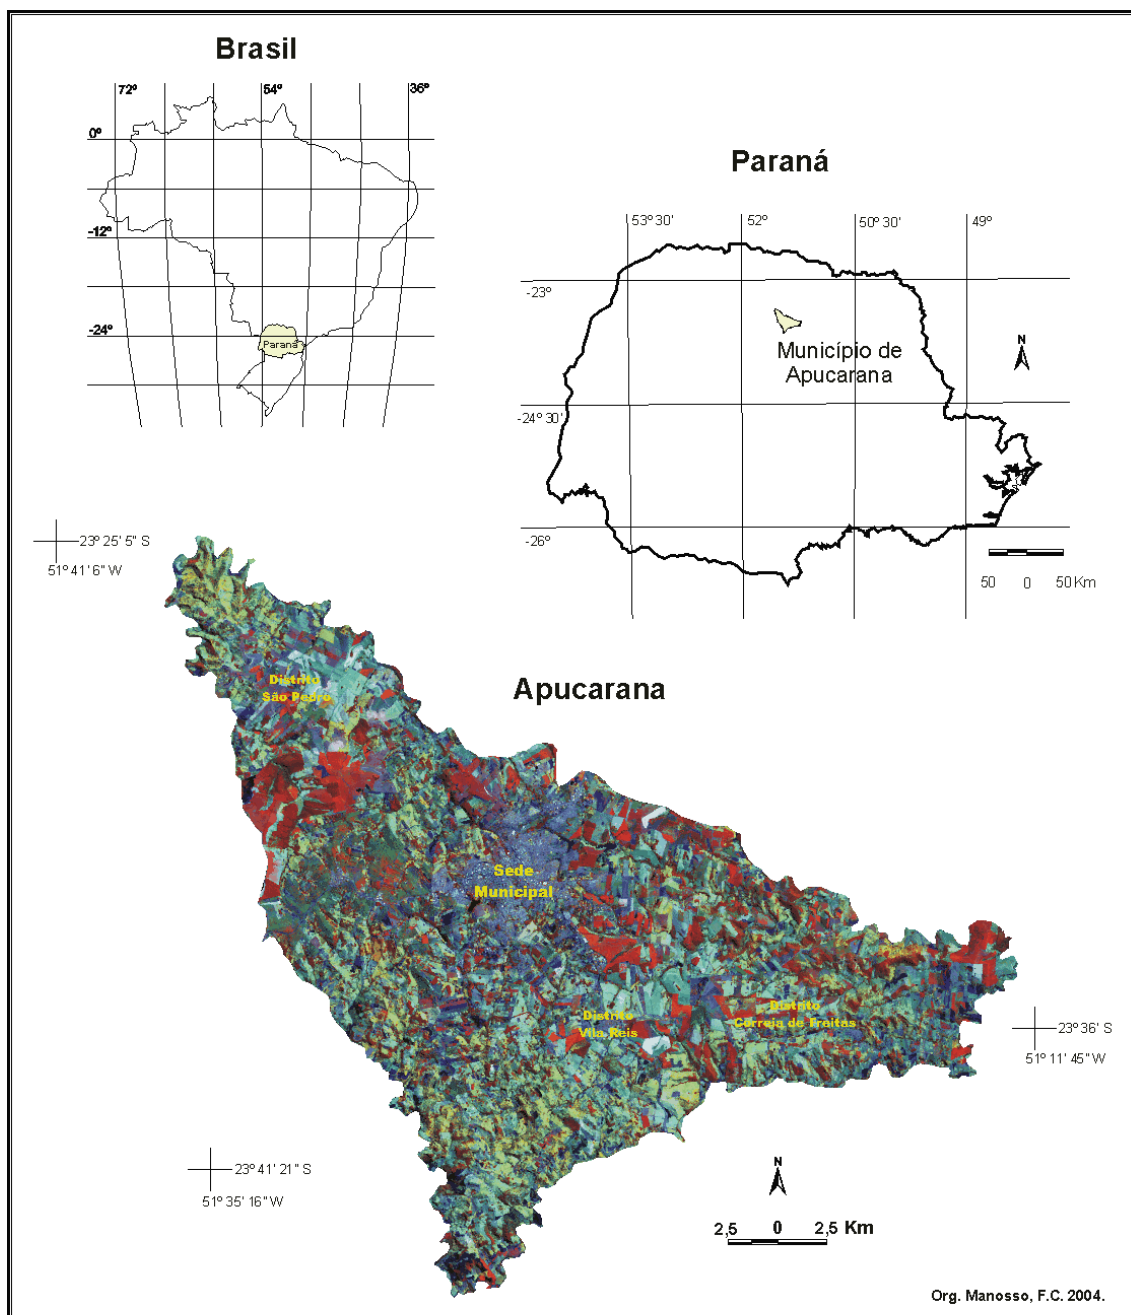 Brasil
72º
54º
36º
0º
-12º
-24º
Paraná
Paraná
53º 30'
52º
50º 30'
49º
-23º
-24º 30'
-26º
Município de
Apucarana
N
50 0 50 Km
23º 25' 5" S
51º 41' 6" W
Apucarana
Distrito
São Pedro
Sede
Municipal
Distrito
Vila Reis
Distrito
Correia de Freitas
23º 36' S
51º 11' 45" W
23º 41' 21" S
51º 35' 16" W
N
2,5 0 2,5 Km
Org. Manosso, F.C. 2004.